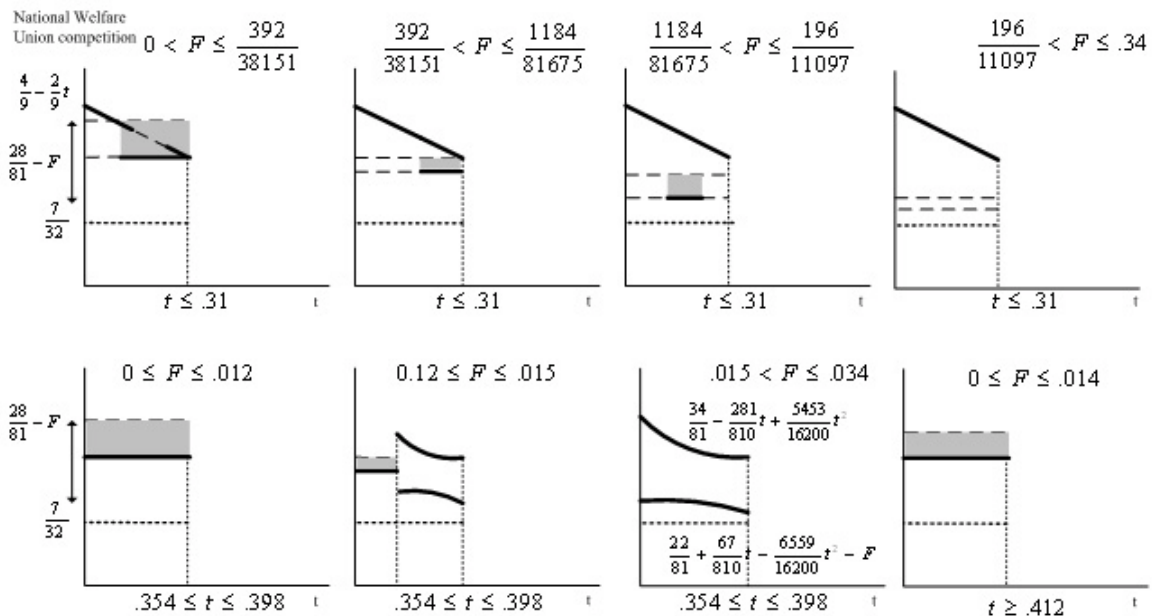 National Welfare
Union competition
0 < F ≤ 392/38151
392/38151 < F ≤ 1184/81675
1184/81675 < F ≤ 196/11097
196/11097 < F ≤ .34
4/9 − 2/9 t
28/81 − F
7/32
t ≤ .31 t
t ≤ .31 t
t ≤ .31 t
t ≤ .31 t
0 ≤ F ≤ .012
0.12 ≤ F ≤ .015
.015 < F ≤ .034
0 ≤ F ≤ .014
28/81 − F
34/81 − 281/810 t + 5453/16200 t²
7/32
22/81 + 67/810 t − 6559/16200 t² − F
.354 ≤ t ≤ .398 t
.354 ≤ t ≤ .398 t
.354 ≤ t ≤ .398 t
t ≥ .412 t